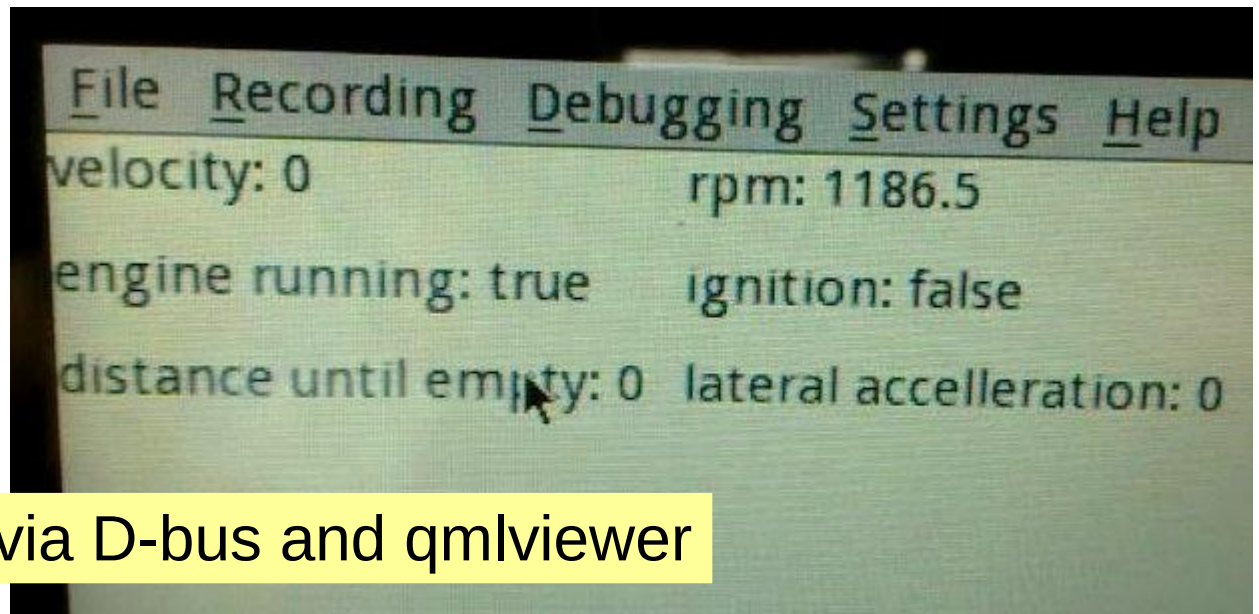 File Recording Debugging Settings Help
velocity: 0 rpm: 1186.5
engine running: true ignition: false
distance until empty: 0 lateral accelleration: 0
via D-bus and qmlviewer